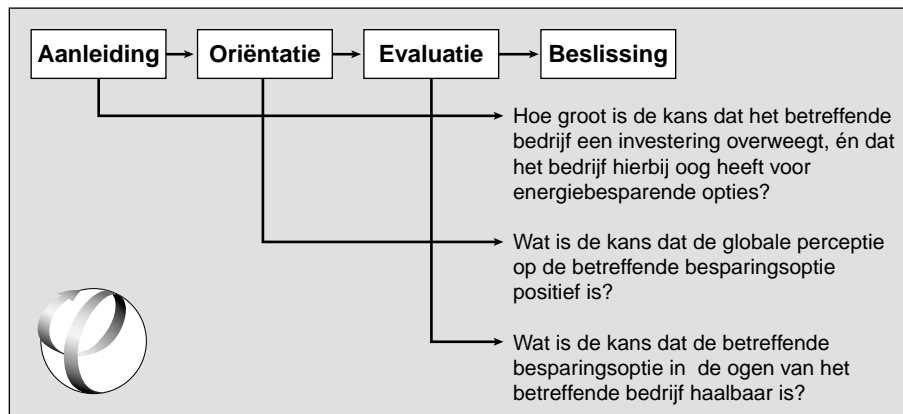 Aanleiding Oriëntatie Evaluatie Beslissing
Hoe groot is de kans dat het betreffende
bedrijf een investering overweegt, én dat
het bedrijf hierbij oog heeft voor
energiebesparende opties?
Wat is de kans dat de globale perceptie
op de betreffende besparingsoptie
positief is?
Wat is de kans dat de betreffende
besparingsoptie in de ogen van het
betreffende bedrijf haalbaar is?